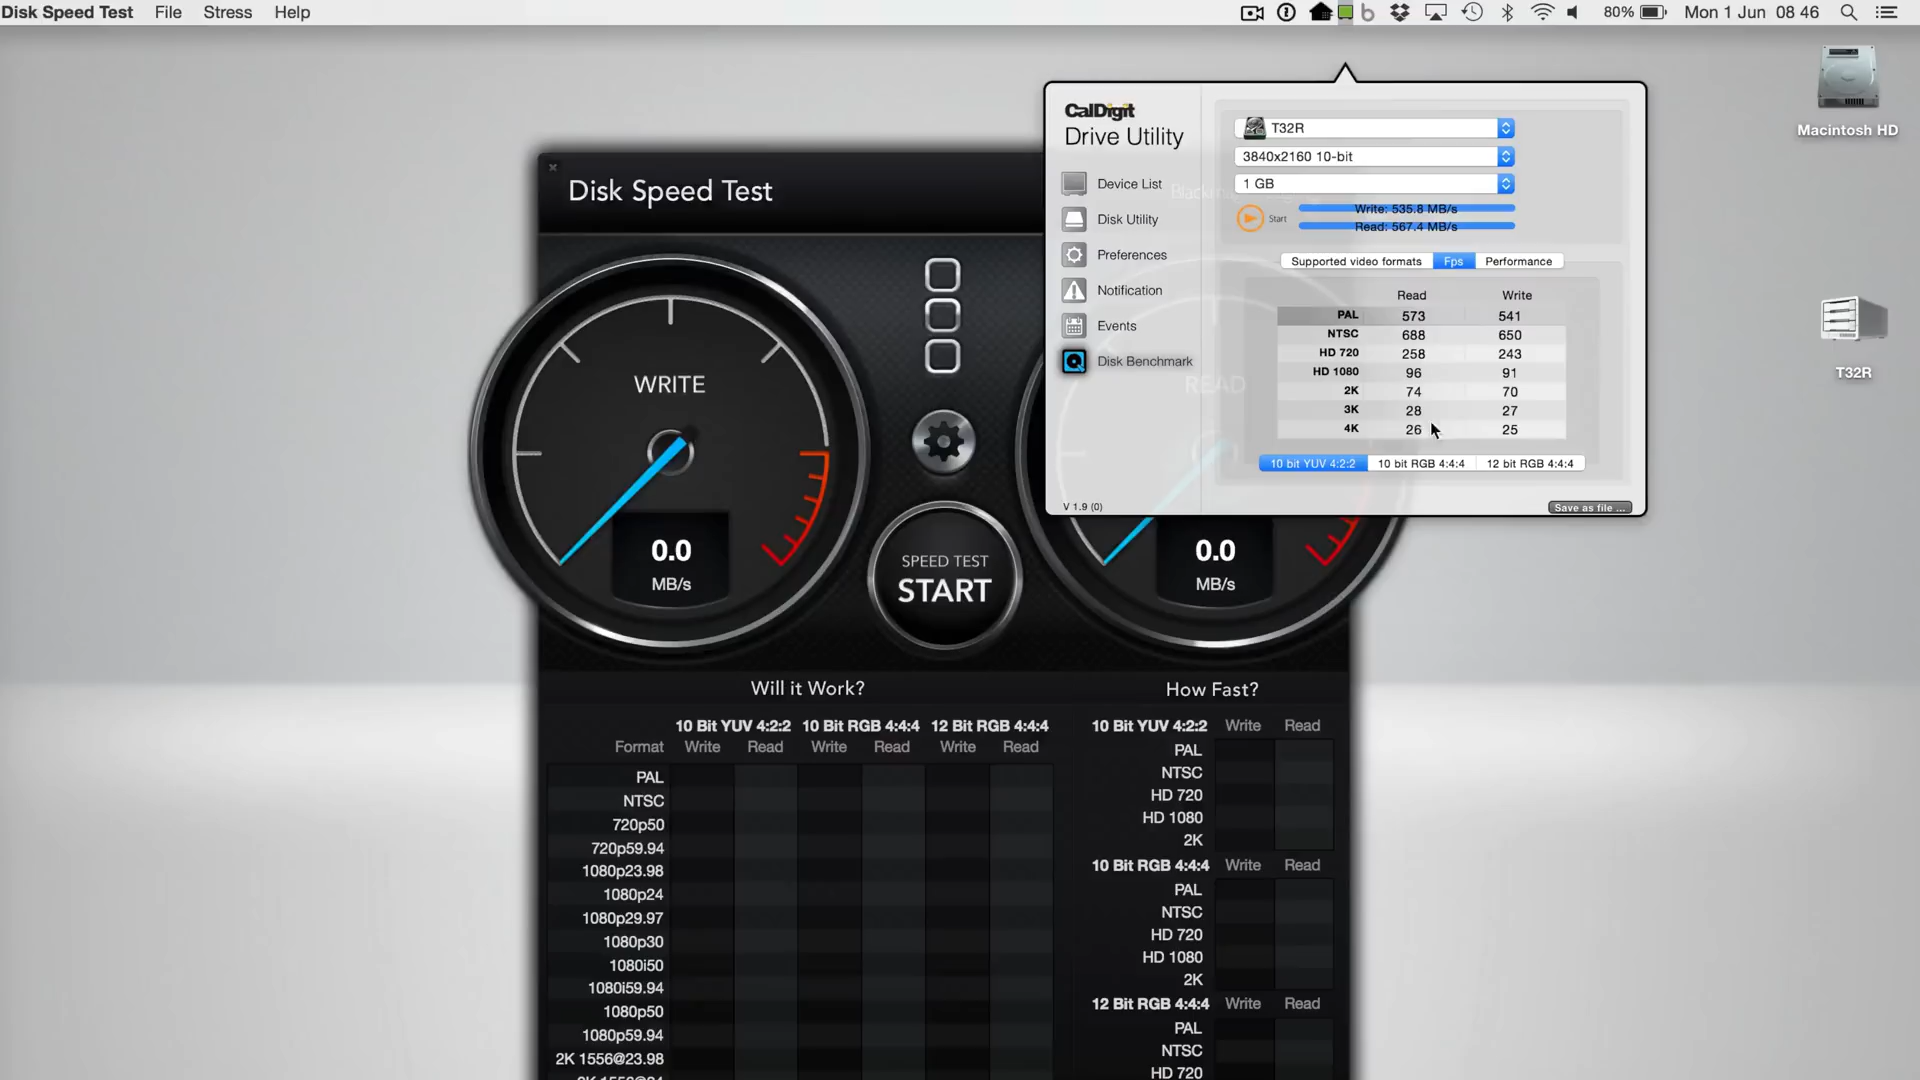 Disk Speed Test File Stress Help
80% Mon 1 Jun 08 46
Macintosh HD
T32R
CalDigit
Drive Utility
Device List
Disk Utility
Preferences
Notification
Events
Disk Benchmark
V 1.9 (0)
T32R
3840x2160 10-bit
1 GB
Start
Write: 535.8 MB/s
Read: 567.4 MB/s
Supported video formats Fps Performance
Read Write
PAL 573 541
NTSC 688 650
HD 720 258 243
HD 1080 96 91
2K 74 70
3K 28 27
4K 26 25
10 bit YUV 4:2:2 10 bit RGB 4:4:4 12 bit RGB 4:4:4
Save as file ...
Disk Speed Test
WRITE
0.0
MB/s
SPEED TEST
START
READ
0.0
MB/s
Will it Work?
10 Bit YUV 4:2:2 10 Bit RGB 4:4:4 12 Bit RGB 4:4:4
Format Write Read Write Read Write Read
PAL
NTSC
720p50
720p59.94
1080p23.98
1080p24
1080p29.97
1080p30
1080i50
1080i59.94
1080p50
1080p59.94
2K 1556@23.98
How Fast?
10 Bit YUV 4:2:2 Write Read
PAL
NTSC
HD 720
HD 1080
2K
10 Bit RGB 4:4:4 Write Read
PAL
NTSC
HD 720
HD 1080
2K
12 Bit RGB 4:4:4 Write Read
PAL
NTSC
HD 720